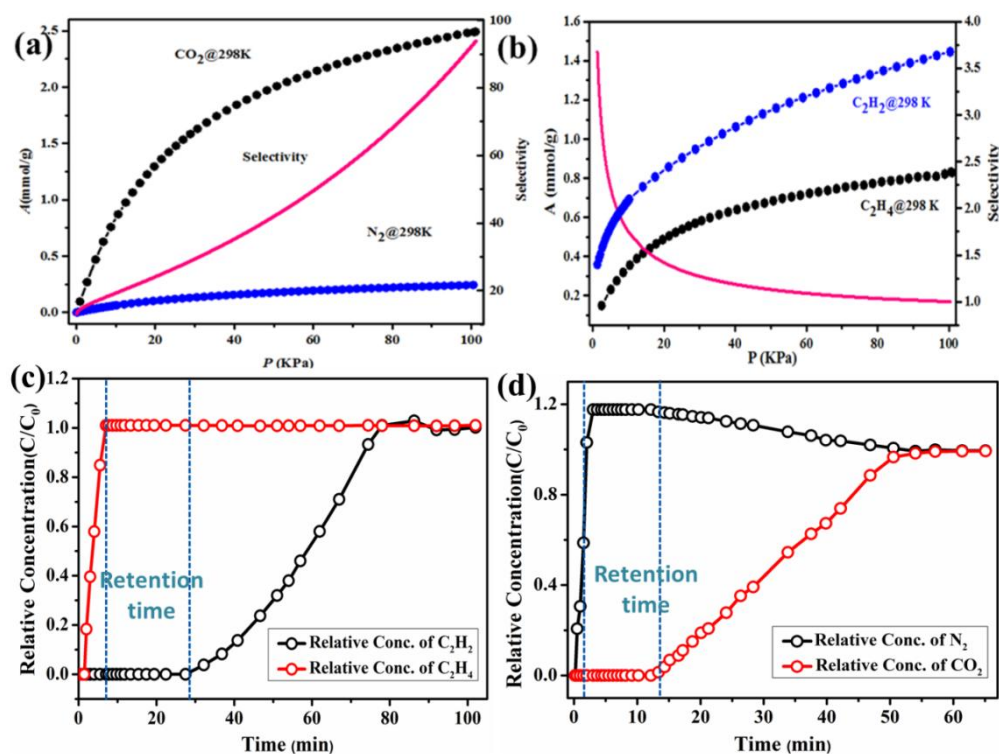 (a)
CO₂@298K
Selectivity
N₂@298K
A(mmol/g)
2.5
2.0
1.5
1.0
0.5
0.0
100
80
60
40
20
Selectivity
0 20 40 60 80 100
P (KPa)
(b)
C₂H₂@298 K
C₂H₄@298 K
A (mmol/g)
1.6
1.4
1.2
1.0
0.8
0.6
0.4
0.2
4.0
3.5
3.0
2.5
2.0
1.5
1.0
Selectivity
0 20 40 60 80 100
P (KPa)
(c)
Relative Concentration(C/C₀)
1.2
1.0
0.8
0.6
0.4
0.2
0.0
Retention
time
Relative Conc. of C₂H₂
Relative Conc. of C₂H₄
0 20 40 60 80 100
Time (min)
(d)
Relative Concentration(C/C₀)
1.2
0.8
0.4
0.0
Retention
time
Relative Conc. of N₂
Relative Conc. of CO₂
0 10 20 30 40 50 60
Time (min)